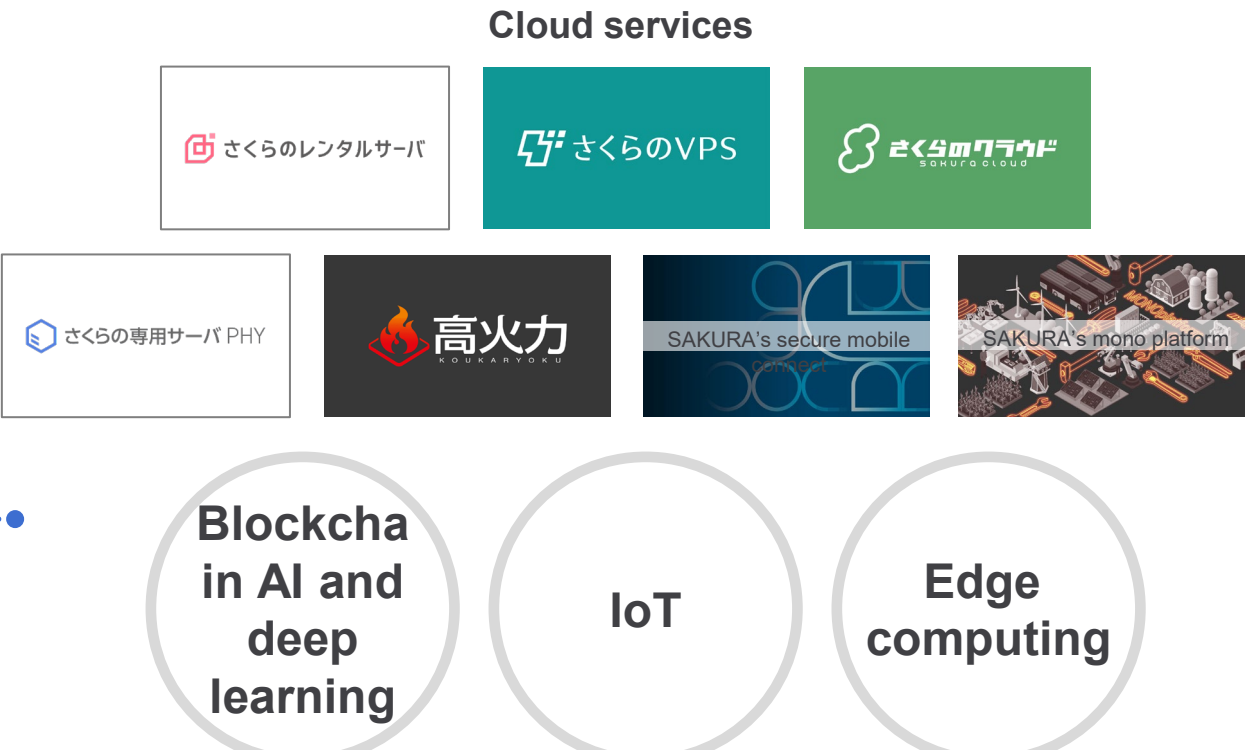 Cloud services
さくらのレンタルサーバ
さくらのVPS
さくらのクラウド
sakura cloud
さくらの専用サーバ PHY
高火力
KOUKARYOKU
SAKURA's secure mobile
connect
MONOplatform
SAKURA's mono platform
Blockcha
in AI and
deep
learning
IoT
Edge
computing